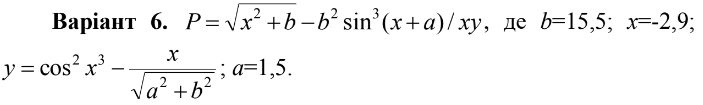 Варіант 6. P = √(x² + b) − b² sin³(x + a) / xy, де b=15,5; x=-2,9;
y = cos² x³ − x / √(a² + b²) ; a=1,5.